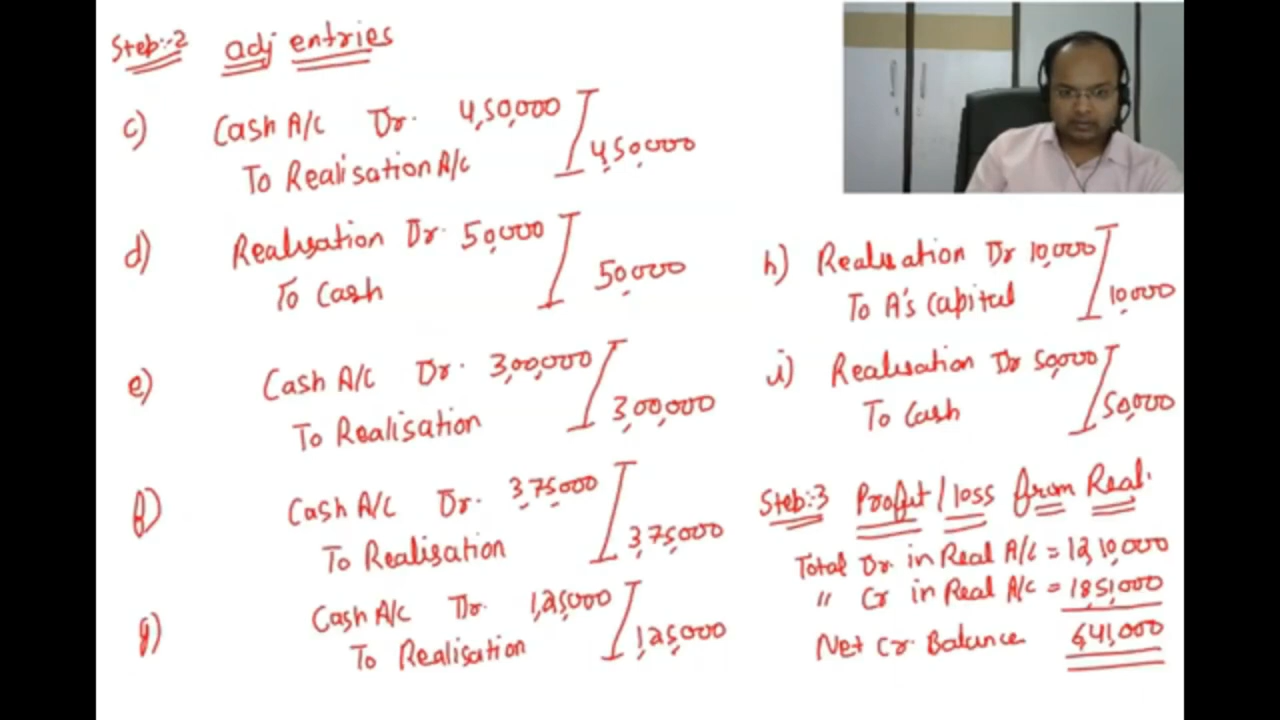 Step:-2 adj entries
c) Cash A/c Dr. 4,50,000
To Realisation A/c 4,50,000
d) Realisation Dr. 50,000
To Cash 50,000
e) Cash A/c Dr. 3,00,000
To Realisation 3,00,000
f) Cash A/c Dr. 3,75,000
To Realisation 3,75,000
g) Cash A/c Dr. 1,25,000
To Realisation 1,25,000
h) Realisation Dr 10,000
To A's Capital 10,000
i) Realisation Dr 50,000
To Cash 50,000
Step:-3 Profit/loss from Real.
Total Dr. in Real A/c = 12,10,000
" Cr in Real A/c = 18,51,000
Net Cr. Balance 6,41,000